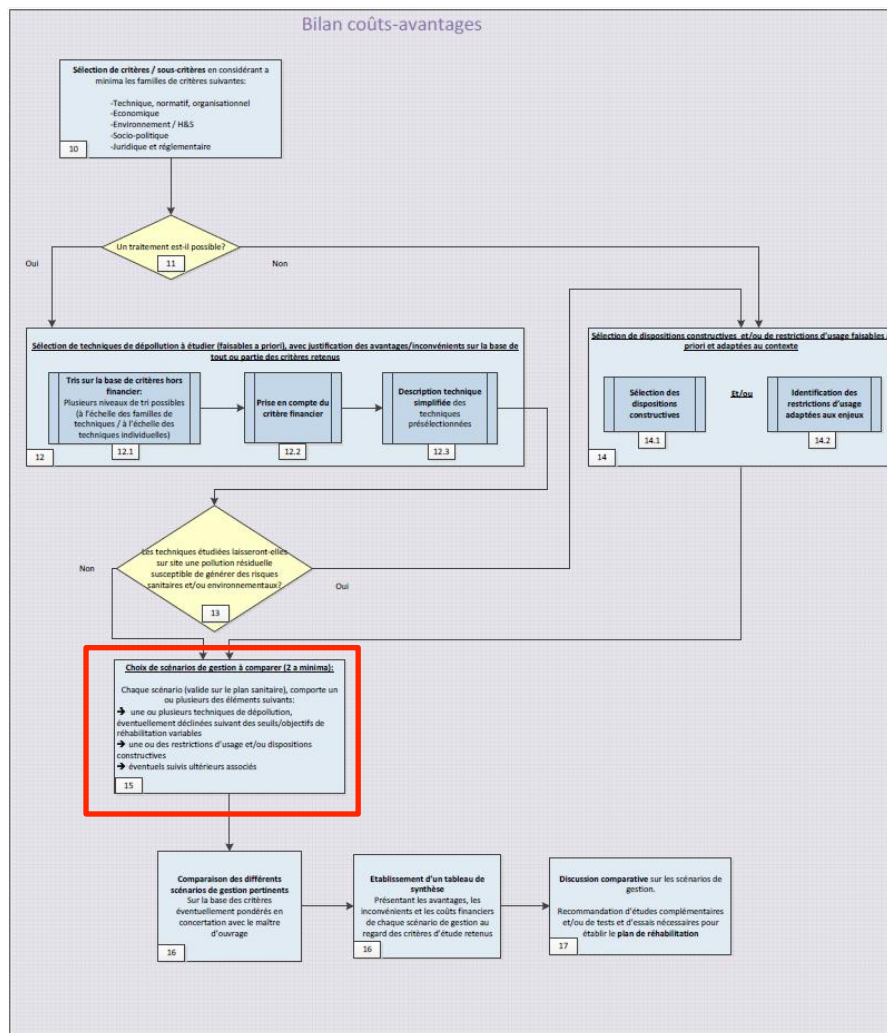 Bilan coûts-avantages
Sélection de critères / sous-critères en considérant a
minima les familles de critères suivantes:
-Technique, normatif, organisationnel
-Economique
-Environnement / H&S
-Socio-politique
-Juridique et réglementaire
10
Un traitement est-il possible?
11
Oui
Non
Sélection de techniques de dépollution à étudier (faisables a priori), avec justification des avantages/inconvénients sur la base de
tout ou partie des critères retenus
Tris sur la base de critères hors
financier:
Plusieurs niveaux de tri possibles
(à l'échelle des familles de
techniques / à l'échelle des
techniques individuelles)
12.1
Prise en compte du
critère financier
12.2
Description technique
simplifiée des
techniques
présélectionnées
12.3
12
Sélection de dispositions constructives et/ou de restrictions d'usage faisables a
priori et adaptées au contexte
Sélection des
dispositions
constructives
14.1
Et/ou
Identification des
restrictions d'usage
adaptées aux enjeux
14.2
14
Les techniques étudiées laisseront-elles
sur site une pollution résiduelle
susceptible de générer des risques
sanitaires et/ou environnementaux?
13
Non
Oui
Choix de scénarios de gestion à comparer (2 a minima):
Chaque scénario (valide sur le plan sanitaire), comporte un
ou plusieurs des éléments suivants:
➔ une ou plusieurs techniques de dépollution,
éventuellement déclinées suivant des seuils/objectifs de
réhabilitation variables
➔ une ou des restrictions d'usage et/ou dispositions
constructives
➔ éventuels suivis ultérieurs associés
15
Comparaison des différents
scénarios de gestion pertinents
Sur la base des critères
éventuellement pondérés en
concertation avec le maître
d'ouvrage
16
Etablissement d'un tableau de
synthèse
Présentant les avantages, les
inconvénients et les coûts financiers
de chaque scénario de gestion au
regard des critères d'étude retenus
16
Discussion comparative sur les scénarios de
gestion.
Recommandation d'études complémentaires
et/ou de tests et d'essais nécessaires pour
établir le plan de réhabilitation
17